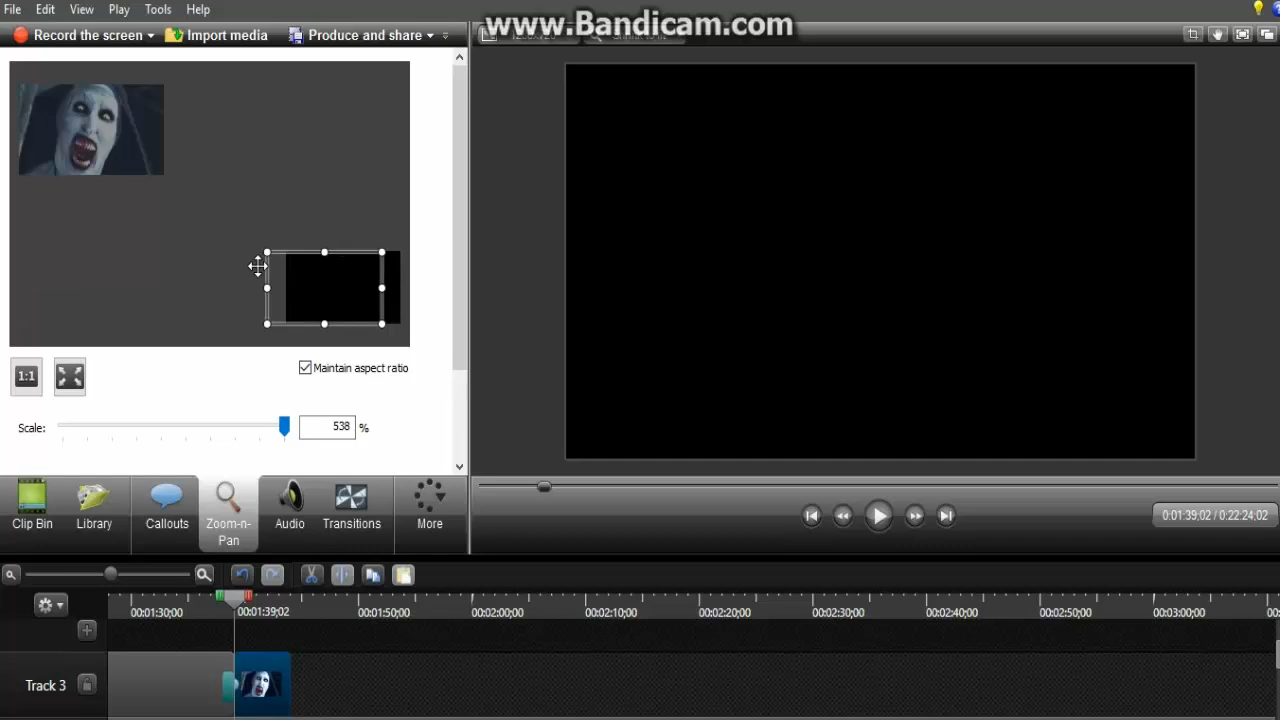 File Edit View Play Tools Help
www.Bandicam.com
Record the screen Import media Produce and share
1:1
Maintain aspect ratio
Scale: 538 %
Clip Bin Library Callouts Zoom-n-Pan Audio Transitions More
0:01:39;02 / 0:22:24;02
00:01:30;00 00:01:39;02 00:01:50;00 00:02:00;00 00:02:10;00 00:02:20;00 00:02:30;00 00:02:40;00 00:02:50;00 00:03:00;00
Track 3